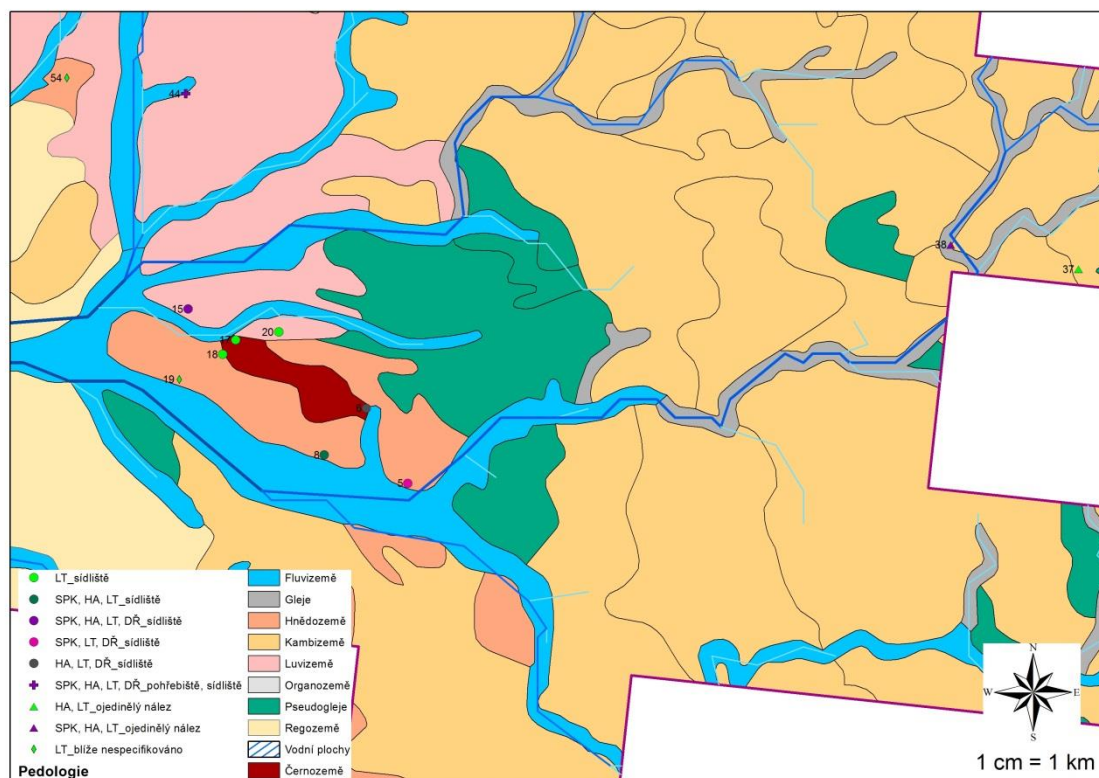 54
44
38
37
15
20
17
18
19
8
5
LT_sídliště
SPK, HA, LT_sídliště
SPK, HA, LT, DŘ_sídliště
SPK, LT, DŘ_sídliště
HA, LT, DŘ_sídliště
SPK, HA, LT, DŘ_pohřebiště, sídliště
HA, LT_ojedinělý nález
SPK, HA, LT_ojedinělý nález
LT_blíže nespecifikováno
Pedologie
Fluvizemě
Gleje
Hnědozemě
Kambizemě
Luvizemě
Organozemě
Pseudogleje
Regozemě
Vodní plochy
Černozemě
N
W
E
S
1 cm = 1 km